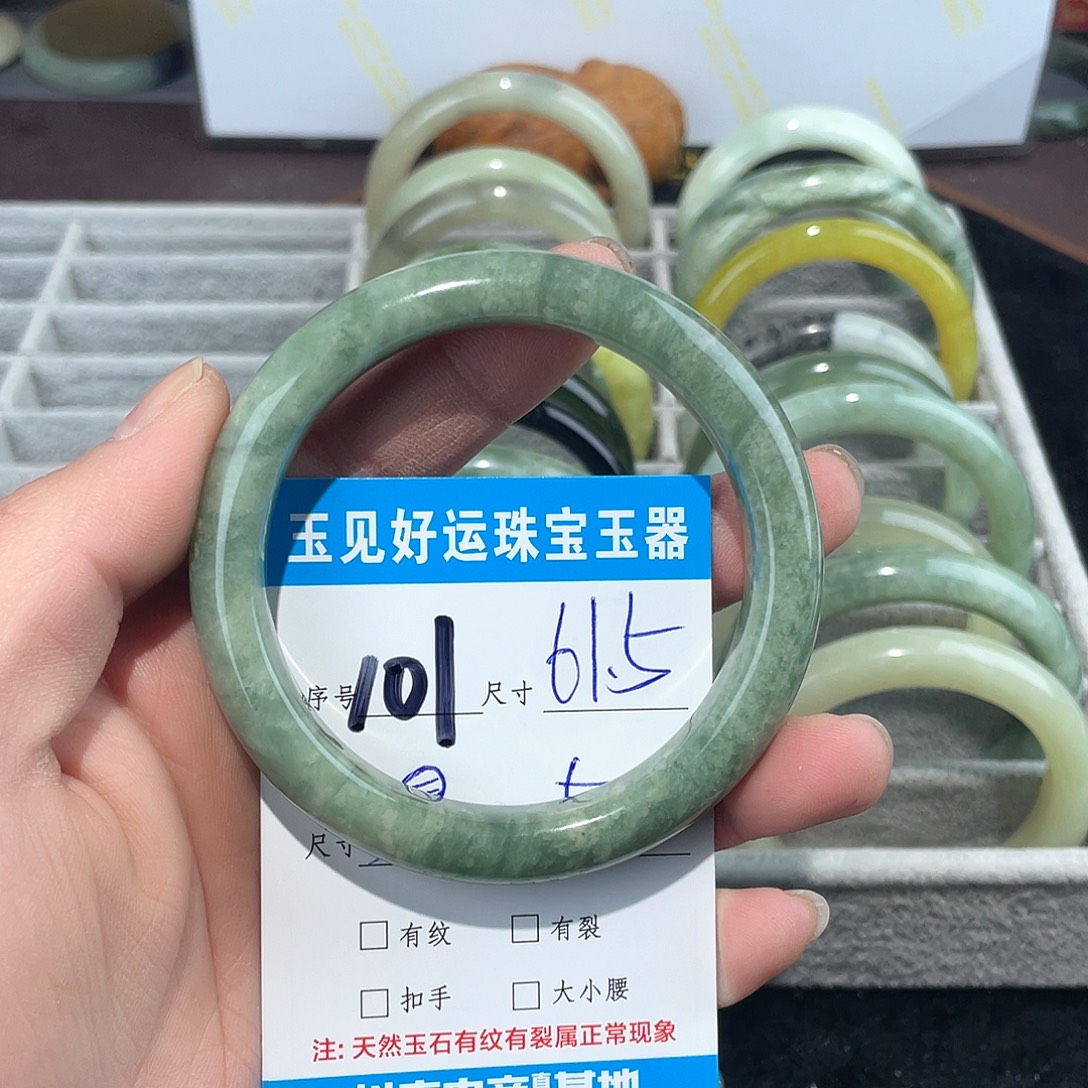 玉见好运珠宝玉器
序号 101 尺寸 61.5
尺寸
□ 有纹 □ 有裂
□ 扣手 □ 大小腰
注: 天然玉石有纹有裂属正常现象